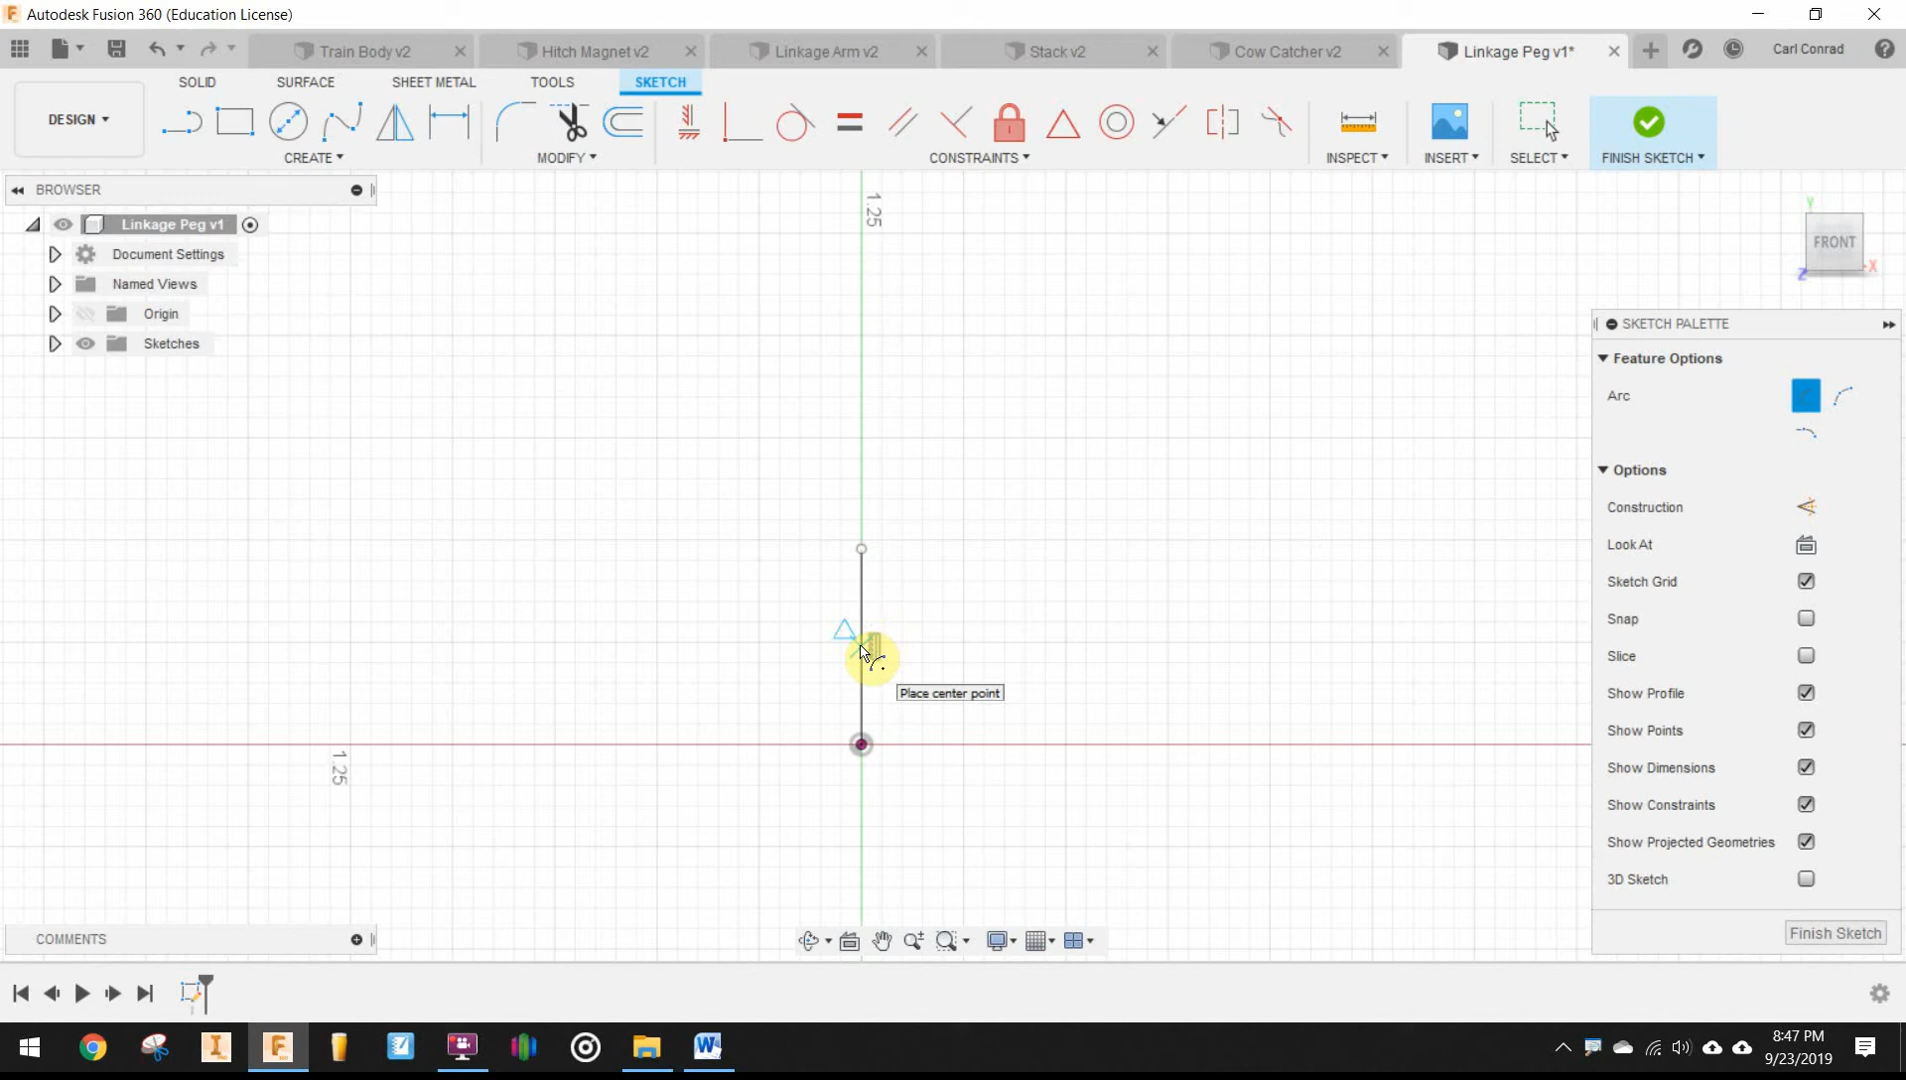 Autodesk Fusion 360 (Education License)
Train Body v2
Hitch Magnet v2
Linkage Arm v2
Stack v2
Cow Catcher v2
Linkage Peg v1*
Carl Conrad
SOLID
SURFACE
SHEET METAL
TOOLS
SKETCH
DESIGN
CREATE
MODIFY
CONSTRAINTS
INSPECT
INSERT
SELECT
FINISH SKETCH
BROWSER
Linkage Peg v1
Document Settings
Named Views
Origin
Sketches
1.25
1.25
Y
FRONT
X
Z
Place center point
SKETCH PALETTE
Feature Options
Arc
Options
Construction
Look At
Sketch Grid
Snap
Slice
Show Profile
Show Points
Show Dimensions
Show Constraints
Show Projected Geometries
3D Sketch
Finish Sketch
COMMENTS
8:47 PM
9/23/2019